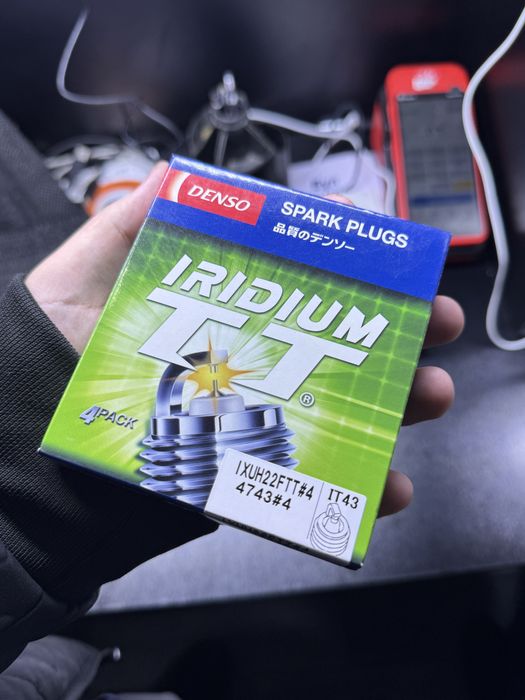 DENSO
SPARK PLUGS
品質のデンソー
IRIDIUM
TT®
4PACK
IXUH22FTT#4
4743#4
IT43